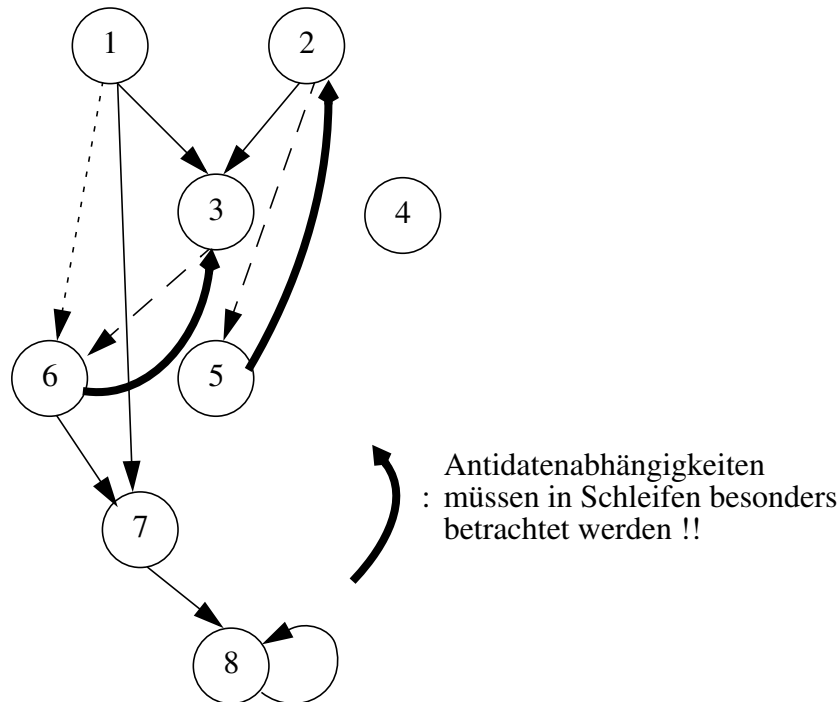 1
2
3
4
6
5
Antidatenabhängigkeiten
: müssen in Schleifen besonders
betrachtet werden !!
7
8